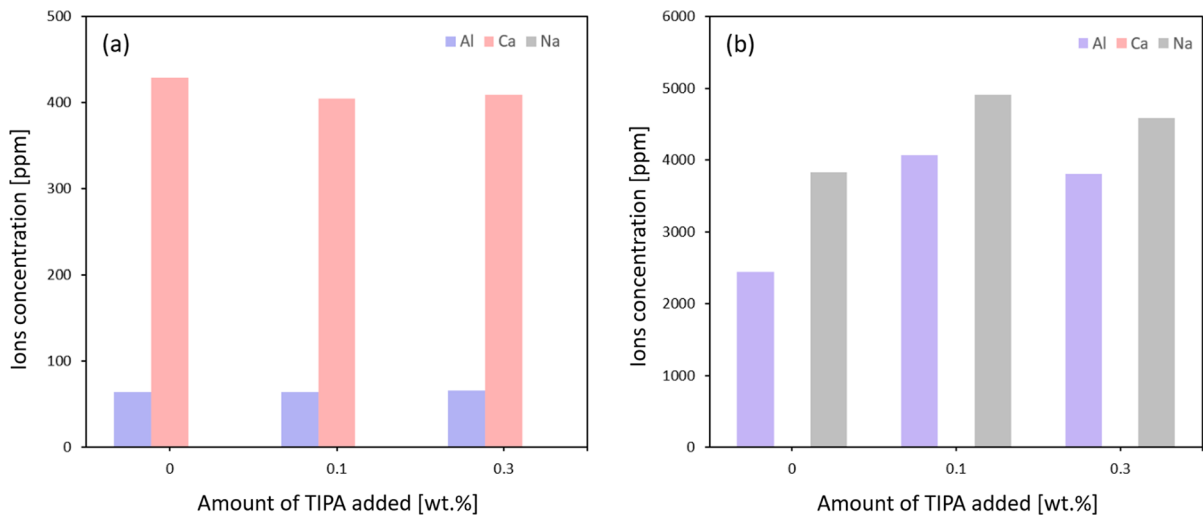 (a)
Al Ca Na
500
400
300
200
100
0
0 0.1 0.3
Ions concentration [ppm]
Amount of TIPA added [wt.%]
(b)
Al Ca Na
6000
5000
4000
3000
2000
1000
0
0 0.1 0.3
Ions concentration [ppm]
Amount of TIPA added [wt.%]